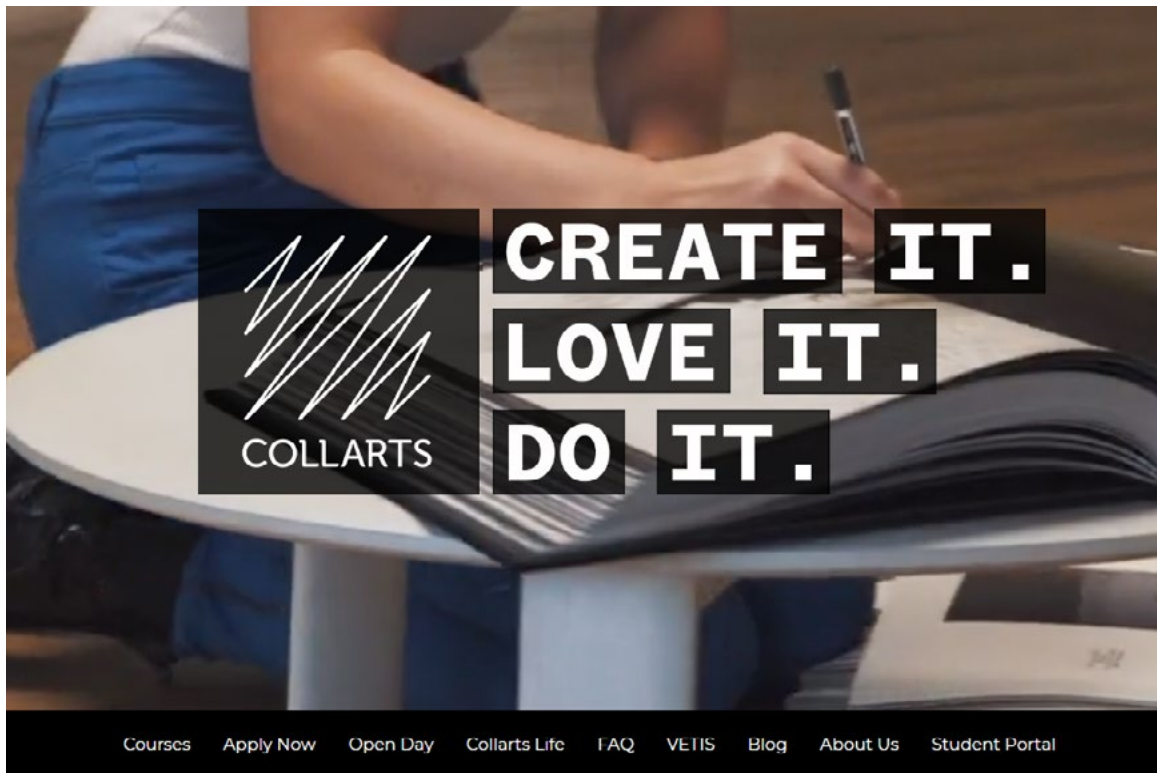 CREATE IT.
LOVE IT.
DO IT.
COLLARTS
Courses Apply Now Open Day Collarts Life FAQ VETIS Blog About Us Student Portal